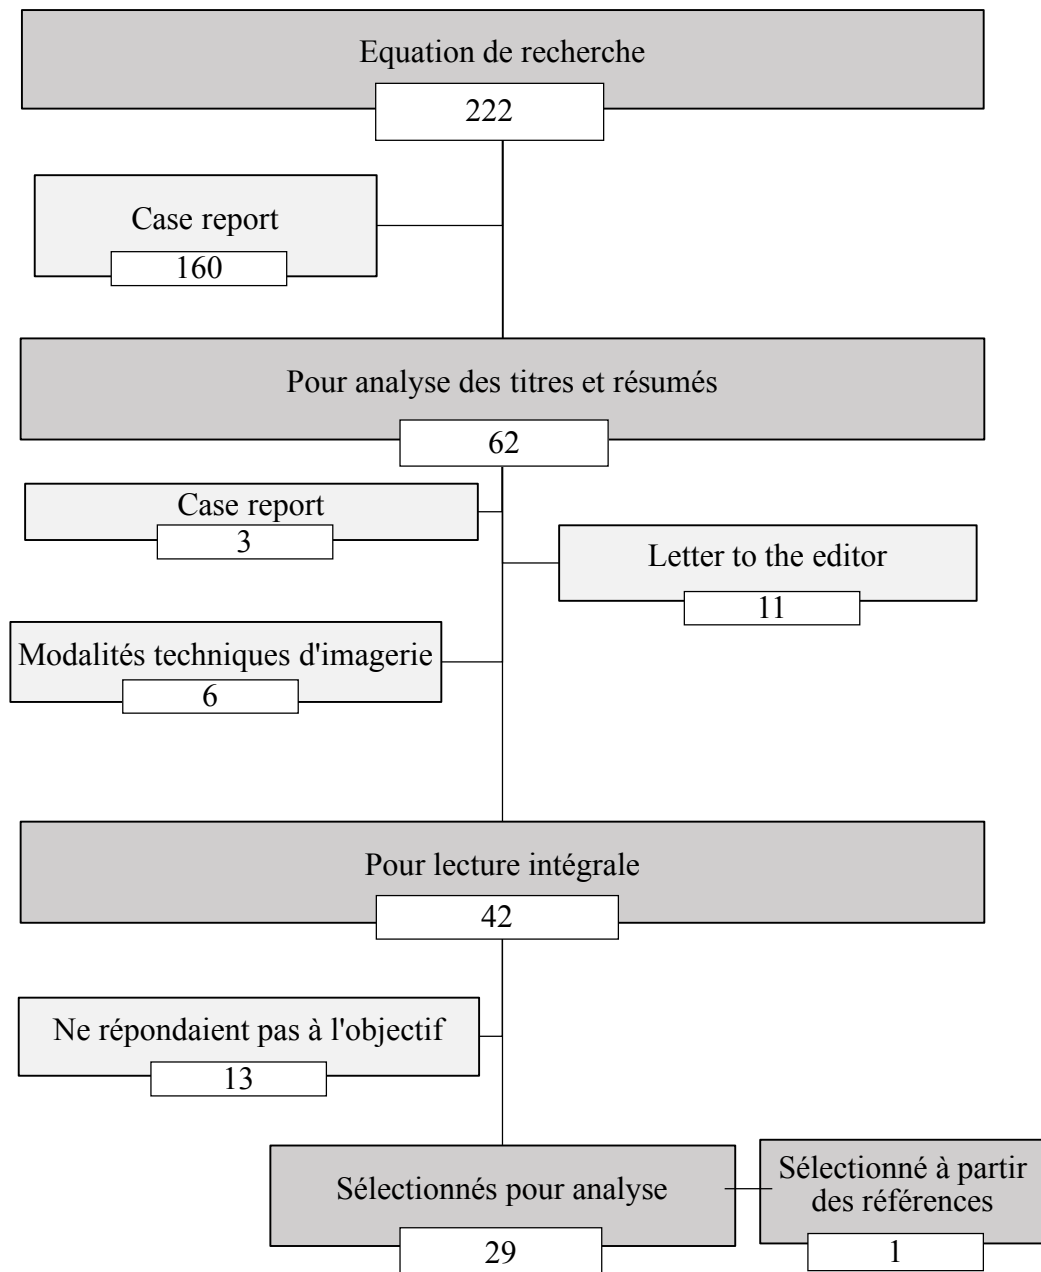 Equation de recherche
222
Case report
160
Pour analyse des titres et résumés
62
Case report
3
Letter to the editor
11
Modalités techniques d'imagerie
6
Pour lecture intégrale
42
Ne répondaient pas à l'objectif
13
Sélectionnés pour analyse
29
Sélectionné à partir
des références
1